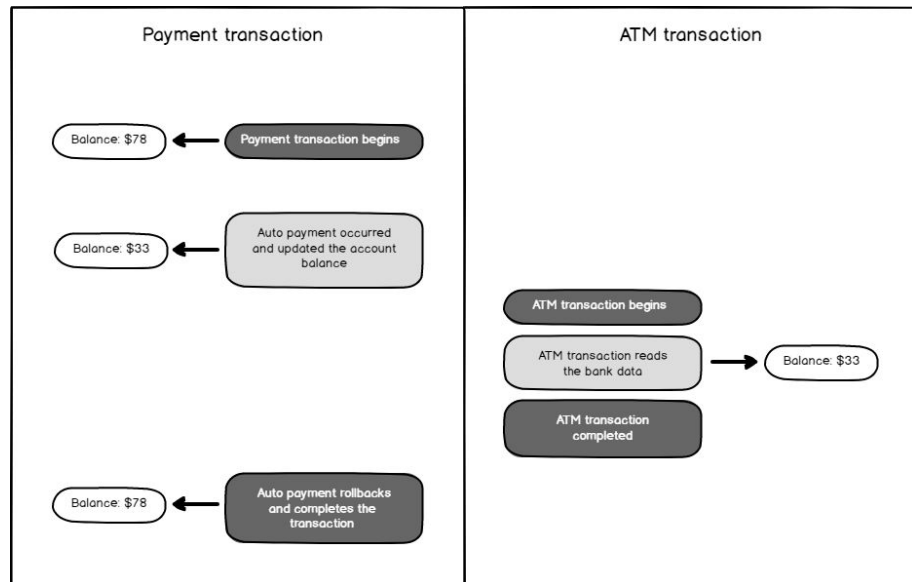 Payment transaction
ATM transaction
Balance: $78
Payment transaction begins
Balance: $33
Auto payment occurred
and updated the account
balance
ATM transaction begins
ATM transaction reads
the bank data
Balance: $33
ATM transaction
completed
Balance: $78
Auto payment rollbacks
and completes the
transaction